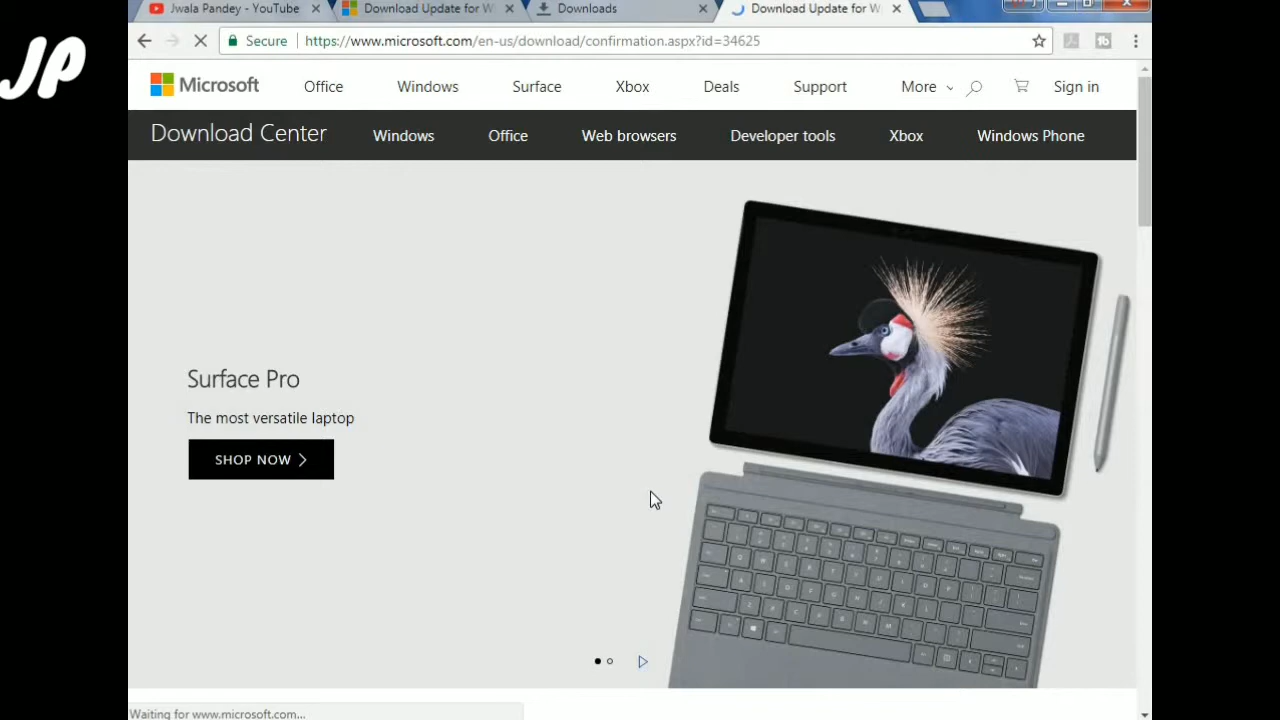 JP
Jwala Pandey - YouTube
Download Update for Wi
Downloads
Download Update for Wi
Secure
https://www.microsoft.com/en-us/download/confirmation.aspx?id=34625
Microsoft Office Windows Surface Xbox Deals Support More Sign in
Download Center Windows Office Web browsers Developer tools Xbox Windows Phone
Surface Pro
The most versatile laptop
SHOP NOW
Waiting for www.microsoft.com...